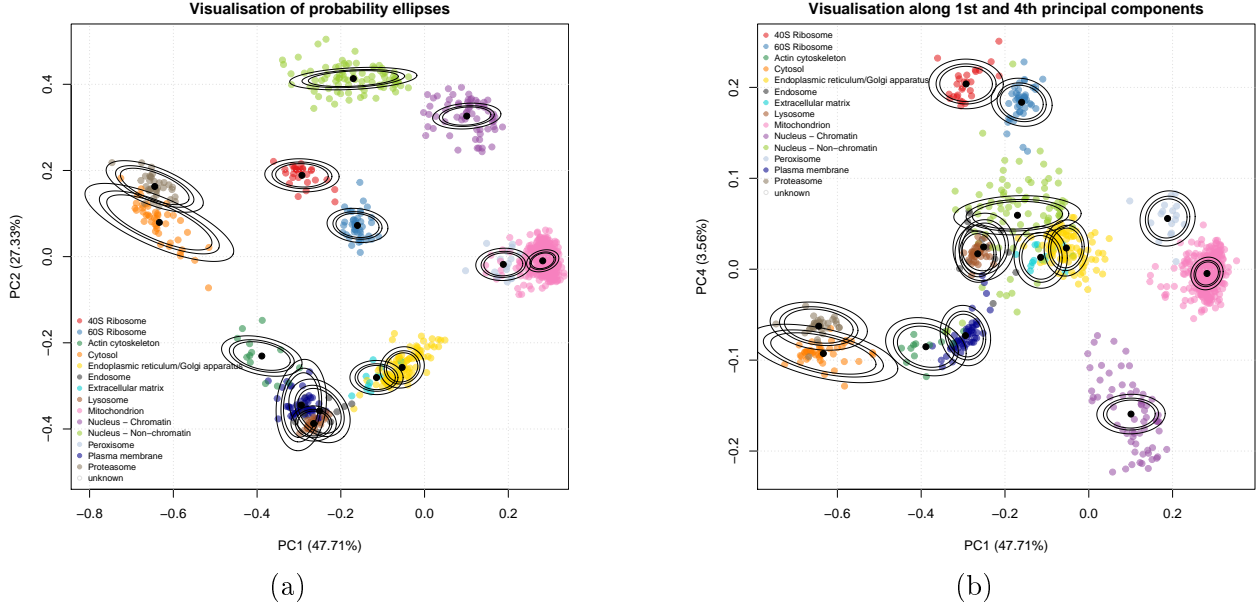 Visualisation of probability ellipses
PC2 (27.33%)
0.4
0.2
0.0
−0.2
−0.4
40S Ribosome
60S Ribosome
Actin cytoskeleton
Cytosol
Endoplasmic reticulum/Golgi apparatus
Endosome
Extracellular matrix
Lysosome
Mitochondrion
Nucleus − Chromatin
Nucleus − Non−chromatin
Peroxisome
Plasma membrane
Proteasome
unknown
−0.8 −0.6 −0.4 −0.2 0.0 0.2
PC1 (47.71%)
(a)
Visualisation along 1st and 4th principal components
PC4 (3.56%)
0.2
0.1
0.0
−0.1
−0.2
40S Ribosome
60S Ribosome
Actin cytoskeleton
Cytosol
Endoplasmic reticulum/Golgi apparatus
Endosome
Extracellular matrix
Lysosome
Mitochondrion
Nucleus − Chromatin
Nucleus − Non−chromatin
Peroxisome
Plasma membrane
Proteasome
unknown
−0.6 −0.4 −0.2 0.0 0.2
PC1 (47.71%)
(b)